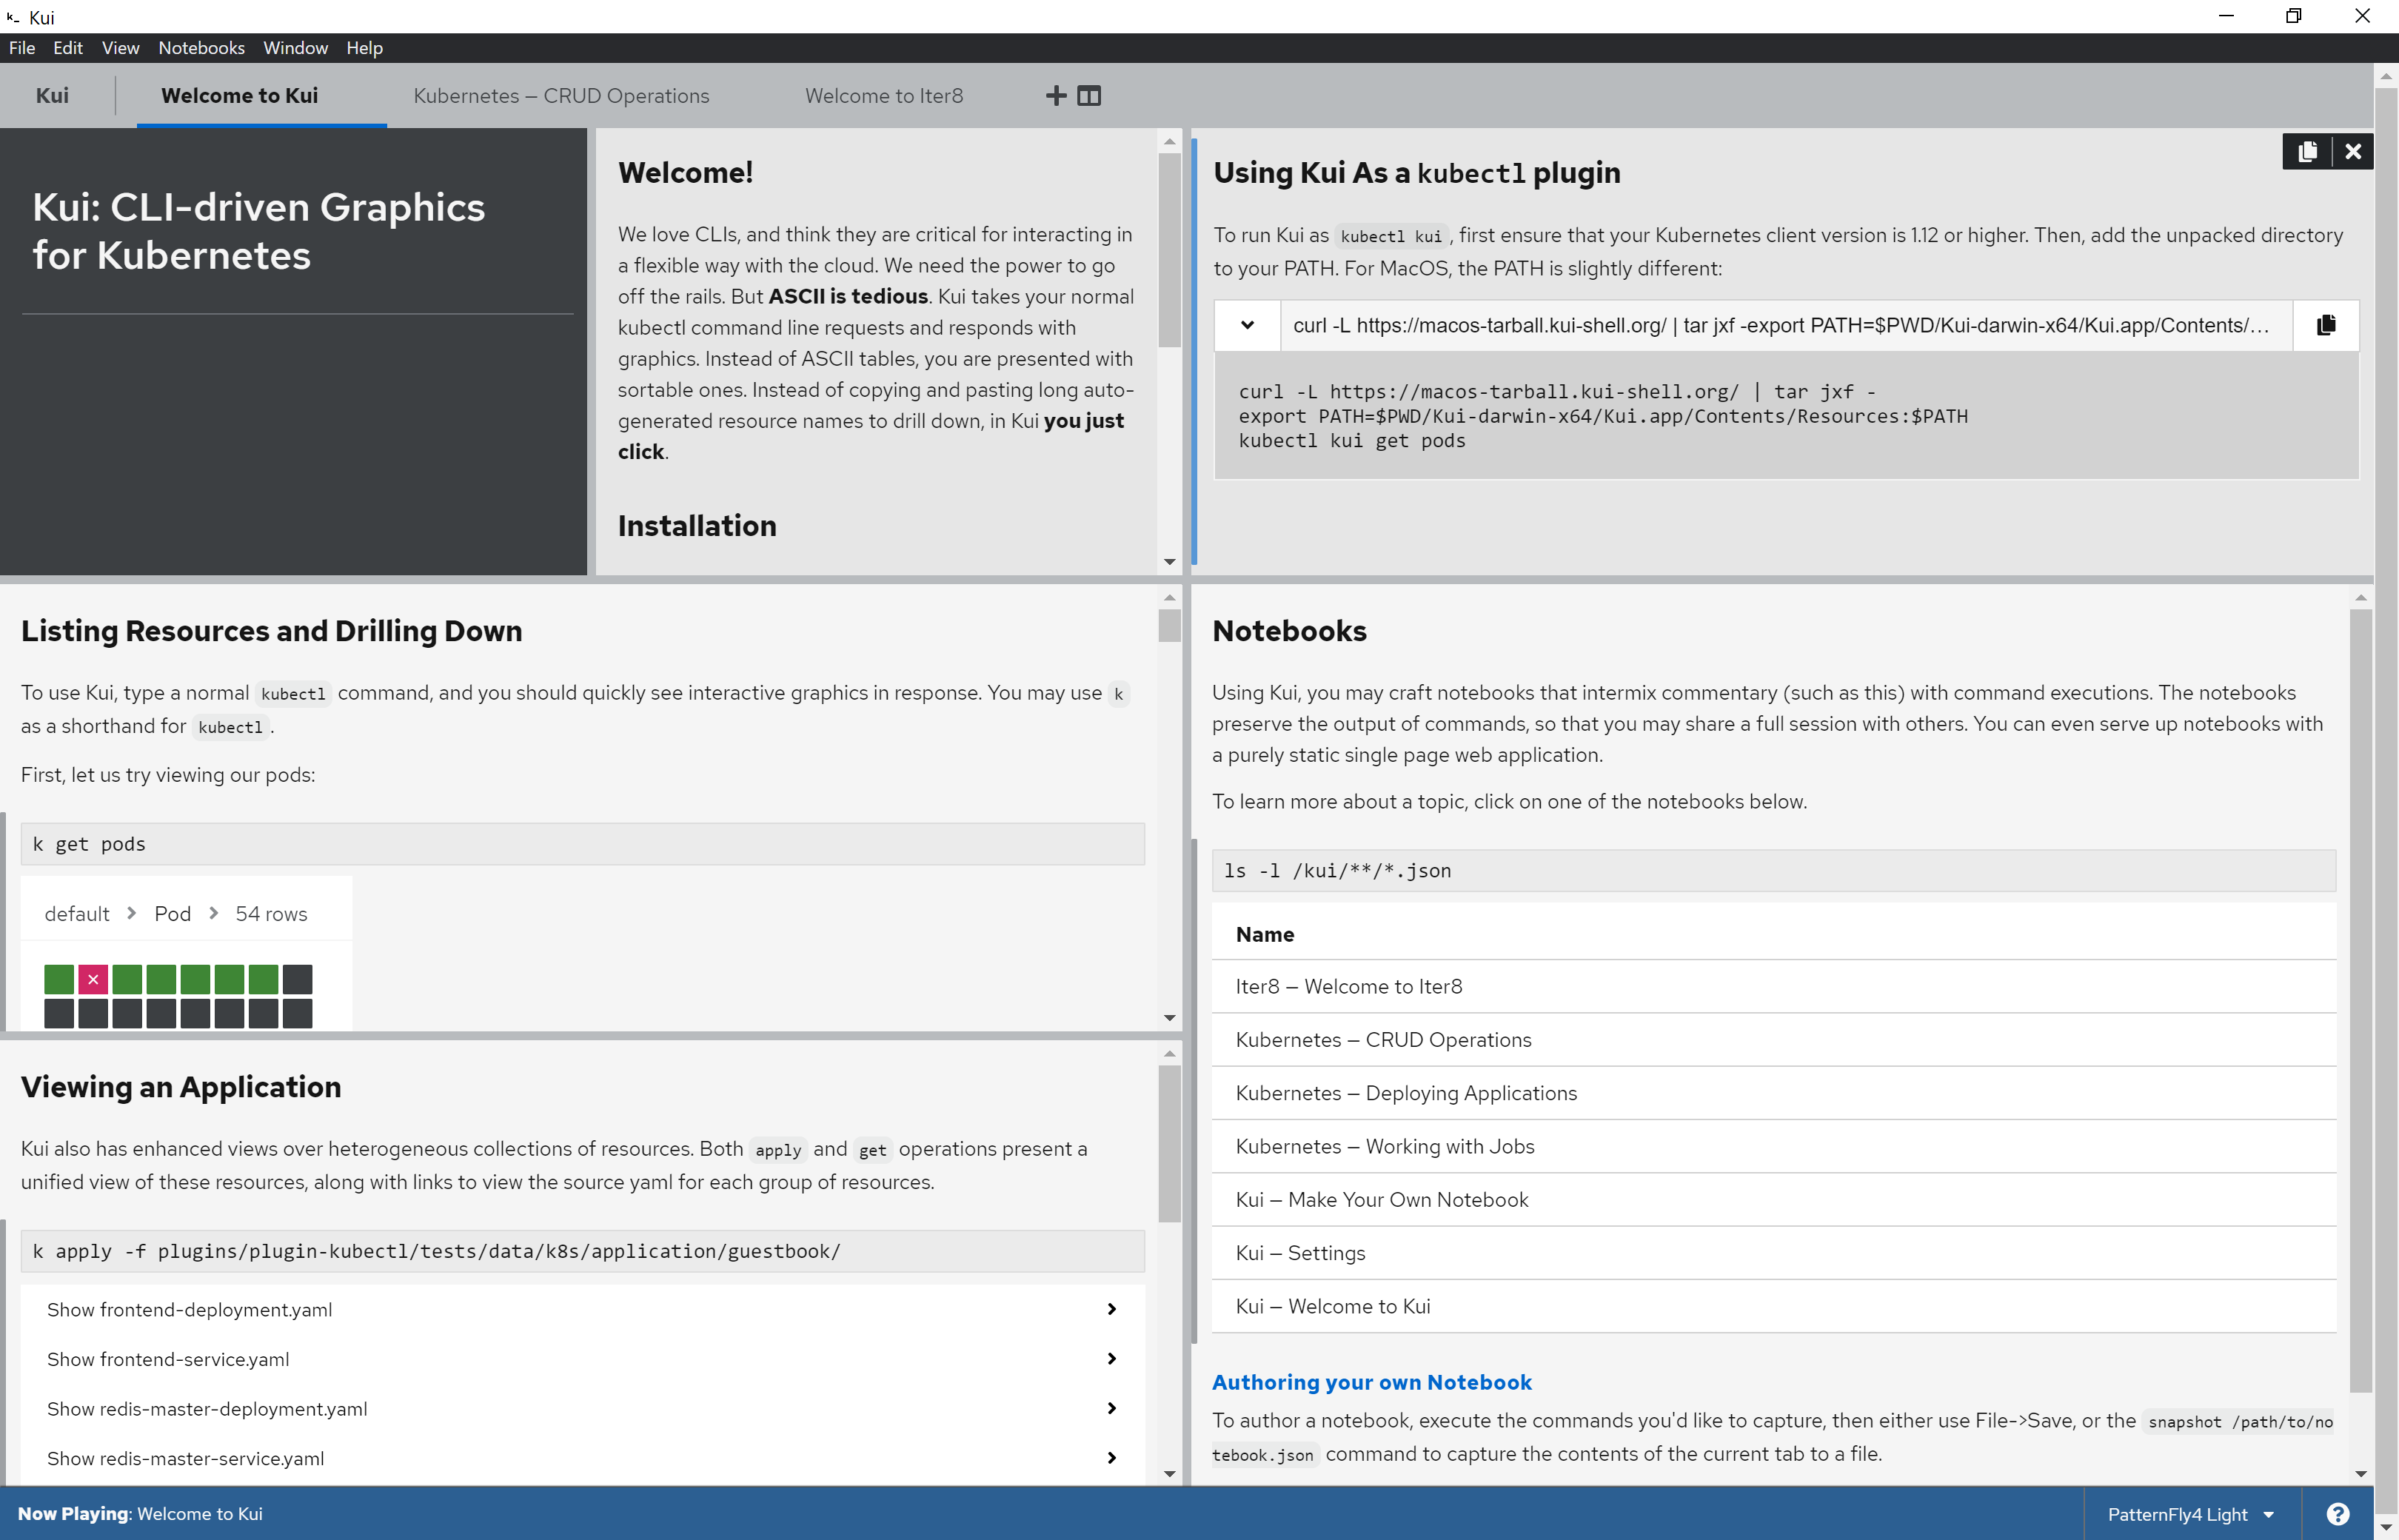 Kui
File Edit View Notebooks Window Help
Kui Welcome to Kui Kubernetes – CRUD Operations Welcome to Iter8
Kui: CLI-driven Graphics
for Kubernetes
Welcome!
We love CLIs, and think they are critical for interacting in
a flexible way with the cloud. We need the power to go
off the rails. But ASCII is tedious. Kui takes your normal
kubectl command line requests and responds with
graphics. Instead of ASCII tables, you are presented with
sortable ones. Instead of copying and pasting long auto-
generated resource names to drill down, in Kui you just
click.
Installation
Using Kui As a kubectl plugin
To run Kui as kubectl kui , first ensure that your Kubernetes client version is 1.12 or higher. Then, add the unpacked directory
to your PATH. For MacOS, the PATH is slightly different:
curl -L https://macos-tarball.kui-shell.org/ | tar jxf -export PATH=$PWD/Kui-darwin-x64/Kui.app/Contents/...
curl -L https://macos-tarball.kui-shell.org/ | tar jxf -
export PATH=$PWD/Kui-darwin-x64/Kui.app/Contents/Resources:$PATH
kubectl kui get pods
Listing Resources and Drilling Down
To use Kui, type a normal kubectl command, and you should quickly see interactive graphics in response. You may use k
as a shorthand for kubectl .
First, let us try viewing our pods:
k get pods
default > Pod > 54 rows
Viewing an Application
Kui also has enhanced views over heterogeneous collections of resources. Both apply and get operations present a
unified view of these resources, along with links to view the source yaml for each group of resources.
k apply -f plugins/plugin-kubectl/tests/data/k8s/application/guestbook/
Show frontend-deployment.yaml
Show frontend-service.yaml
Show redis-master-deployment.yaml
Show redis-master-service.yaml
Notebooks
Using Kui, you may craft notebooks that intermix commentary (such as this) with command executions. The notebooks
preserve the output of commands, so that you may share a full session with others. You can even serve up notebooks with
a purely static single page web application.
To learn more about a topic, click on one of the notebooks below.
ls -l /kui/**/*.json
Name
Iter8 – Welcome to Iter8
Kubernetes – CRUD Operations
Kubernetes – Deploying Applications
Kubernetes – Working with Jobs
Kui – Make Your Own Notebook
Kui – Settings
Kui – Welcome to Kui
Authoring your own Notebook
To author a notebook, execute the commands you'd like to capture, then either use File->Save, or the snapshot /path/to/no
tebook.json command to capture the contents of the current tab to a file.
Now Playing: Welcome to Kui
PatternFly4 Light